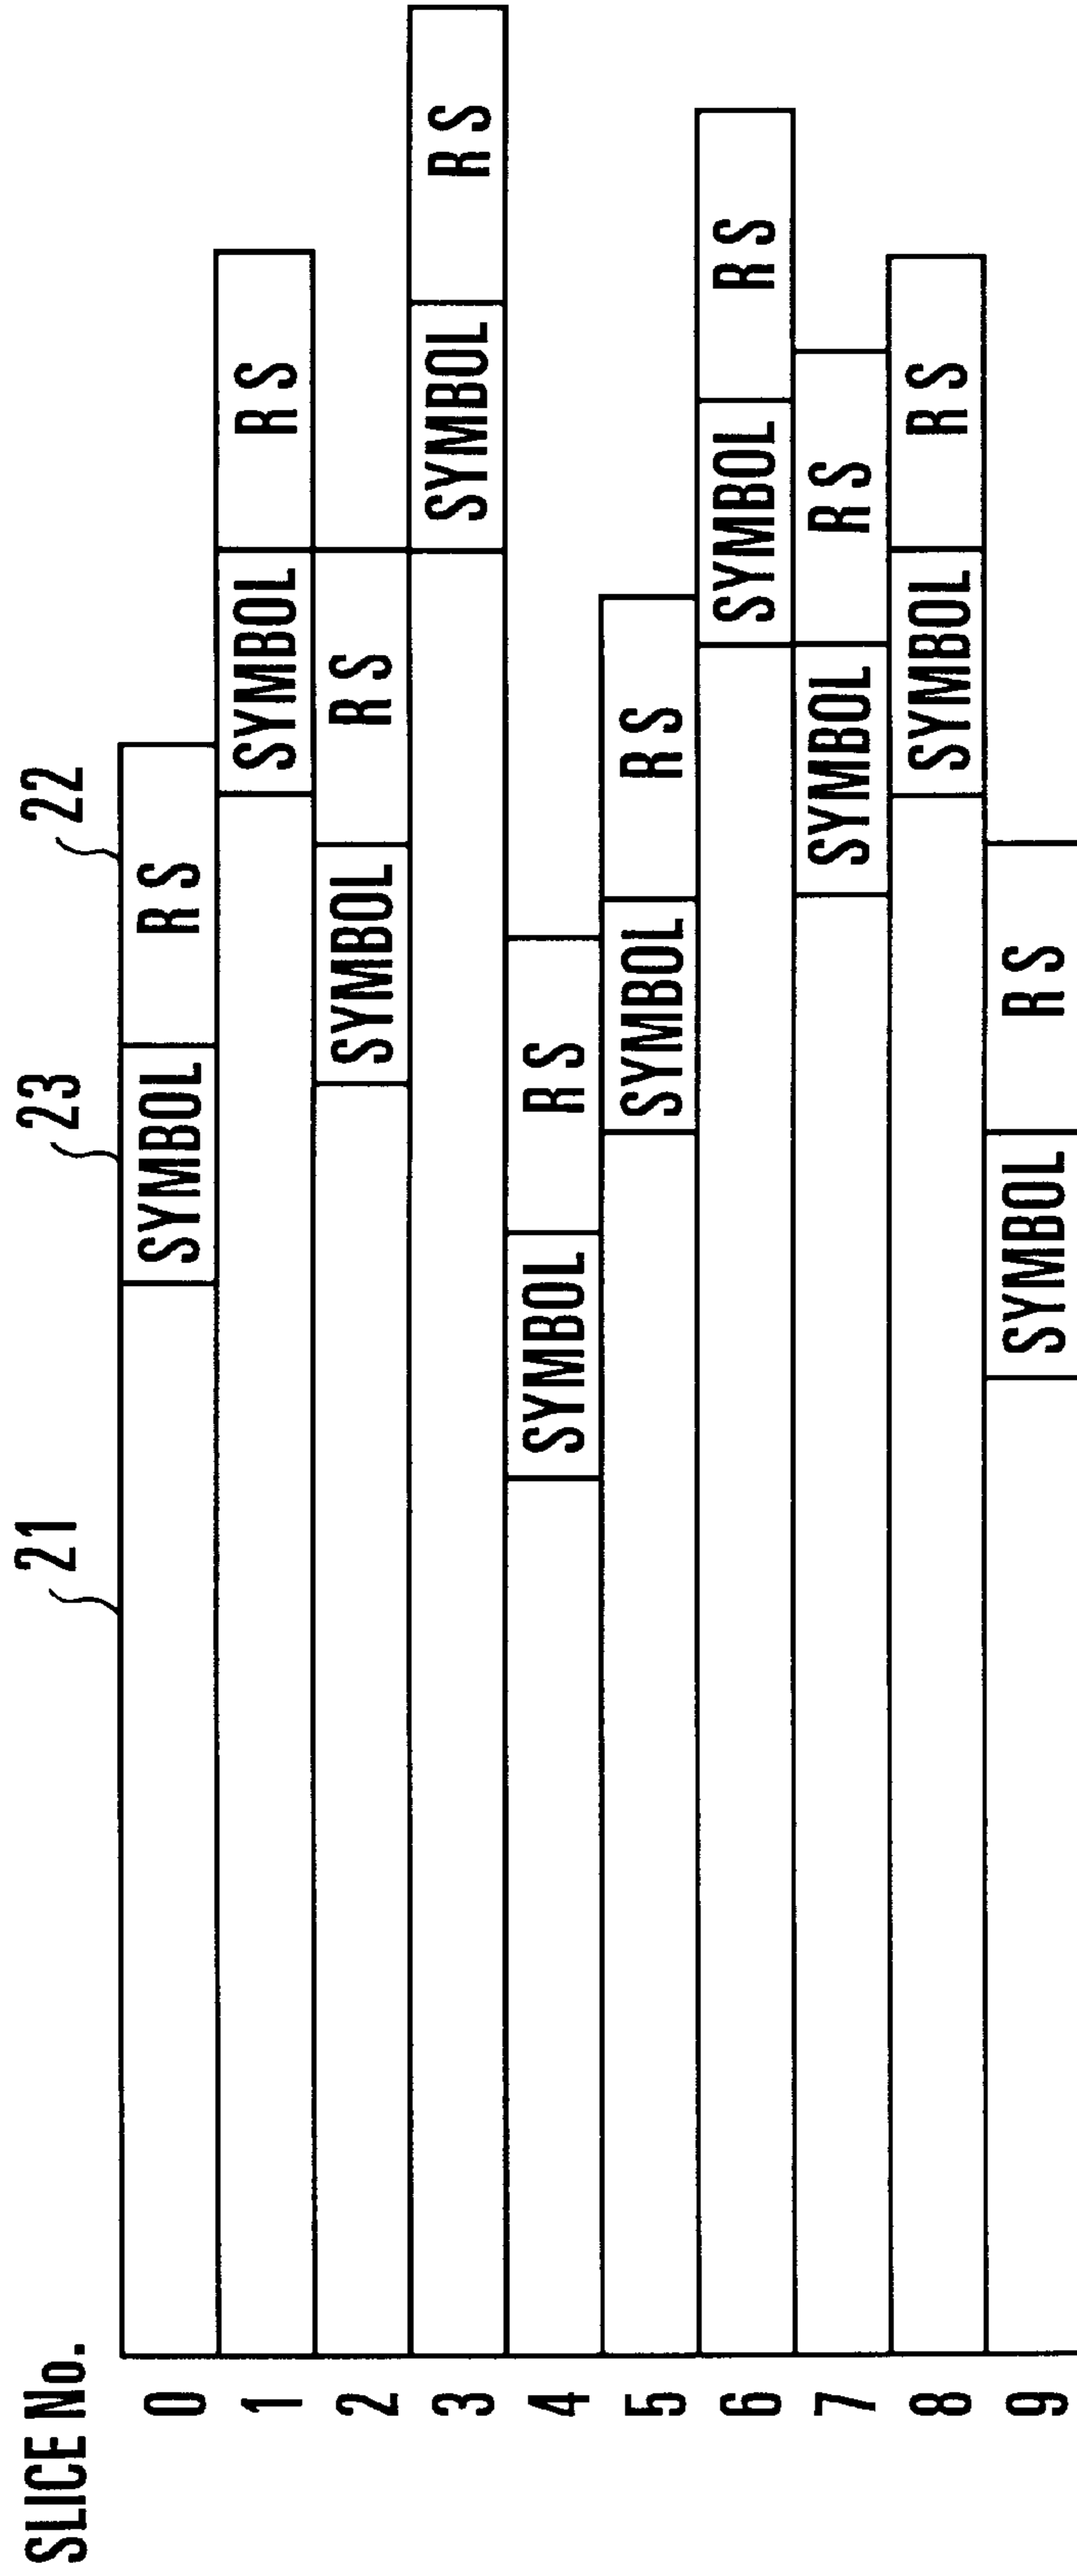 21 23 22
SLICE No.
0 SYMBOL RS
1 SYMBOL RS
2 SYMBOL RS
3 SYMBOL RS
4 SYMBOL RS
5 SYMBOL RS
6 SYMBOL RS
7 SYMBOL RS
8 SYMBOL RS
9 SYMBOL RS